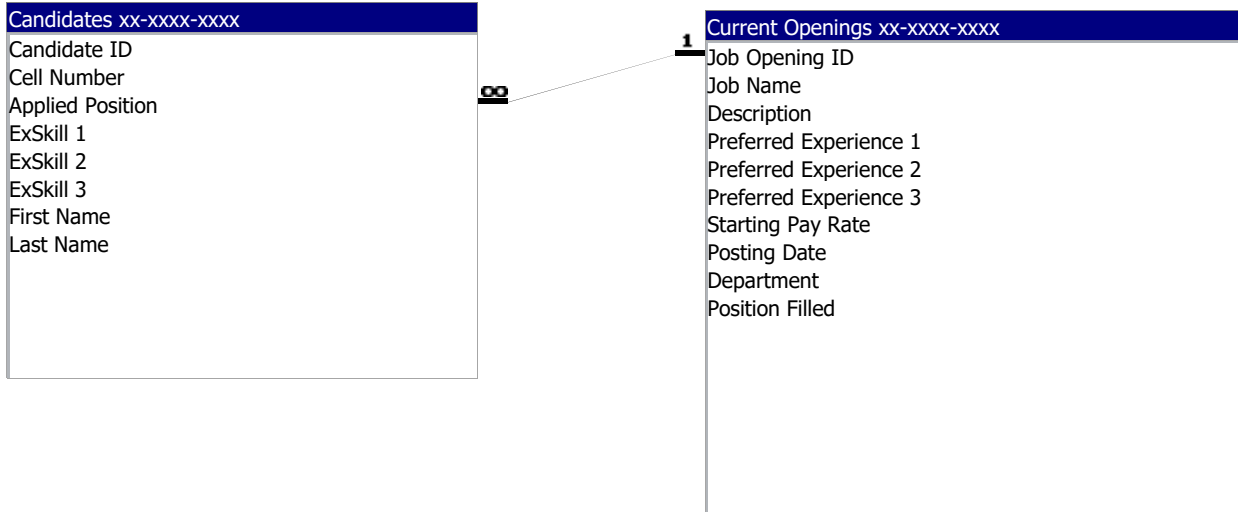 Candidates xx-xxxx-xxxx
Candidate ID
Cell Number
Applied Position
ExSkill 1
ExSkill 2
ExSkill 3
First Name
Last Name
∞
1
Current Openings xx-xxxx-xxxx
Job Opening ID
Job Name
Description
Preferred Experience 1
Preferred Experience 2
Preferred Experience 3
Starting Pay Rate
Posting Date
Department
Position Filled